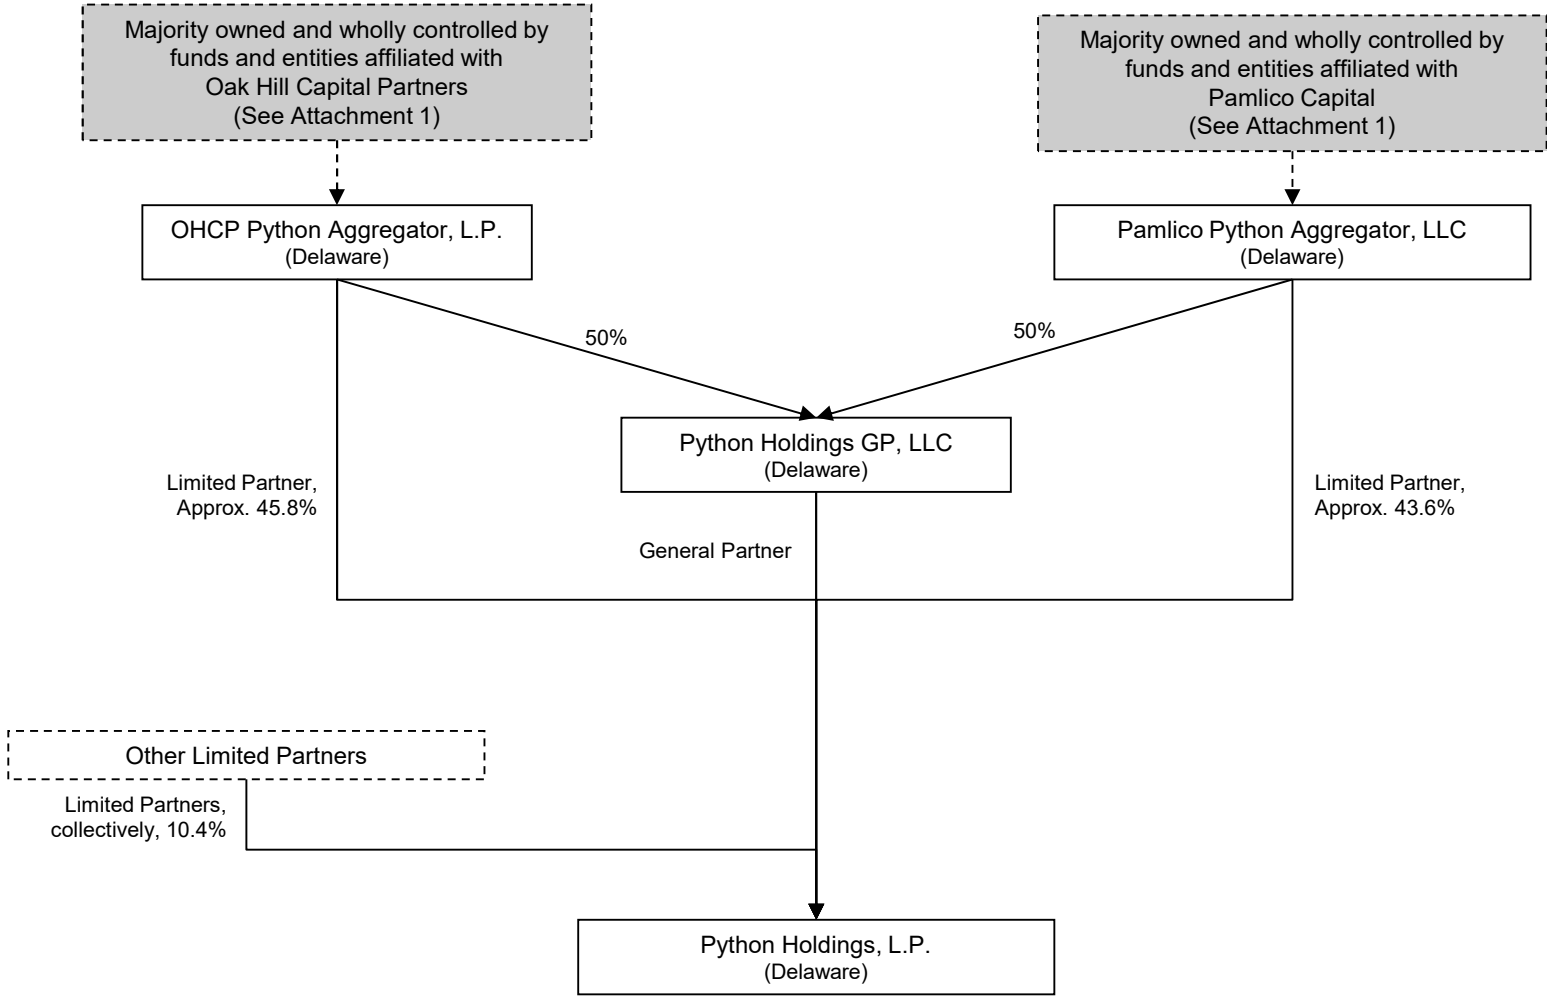 Majority owned and wholly controlled by
funds and entities affiliated with
Oak Hill Capital Partners
(See Attachment 1)
Majority owned and wholly controlled by
funds and entities affiliated with
Pamlico Capital
(See Attachment 1)
OHCP Python Aggregator, L.P.
(Delaware)
Pamlico Python Aggregator, LLC
(Delaware)
50%
50%
Python Holdings GP, LLC
(Delaware)
Limited Partner,
Approx. 45.8%
Limited Partner,
Approx. 43.6%
General Partner
Other Limited Partners
Limited Partners,
collectively, 10.4%
Python Holdings, L.P.
(Delaware)